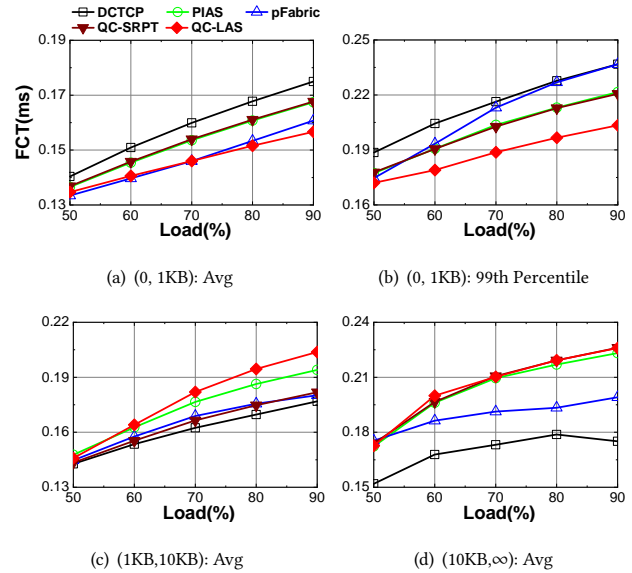 DCTCP PIAS pFabric
QC-SRPT QC-LAS
FCT(ms)
0.19
0.17
0.15
0.13
50 60 70 80 90
Load(%)
(a) (0, 1KB): Avg
0.25
0.22
0.19
0.16
50 60 70 80 90
Load(%)
(b) (0, 1KB): 99th Percentile
0.22
0.19
0.16
0.13
50 60 70 80 90
Load(%)
(c) (1KB,10KB): Avg
0.24
0.21
0.18
0.15
50 60 70 80 90
Load(%)
(d) (10KB,∞): Avg